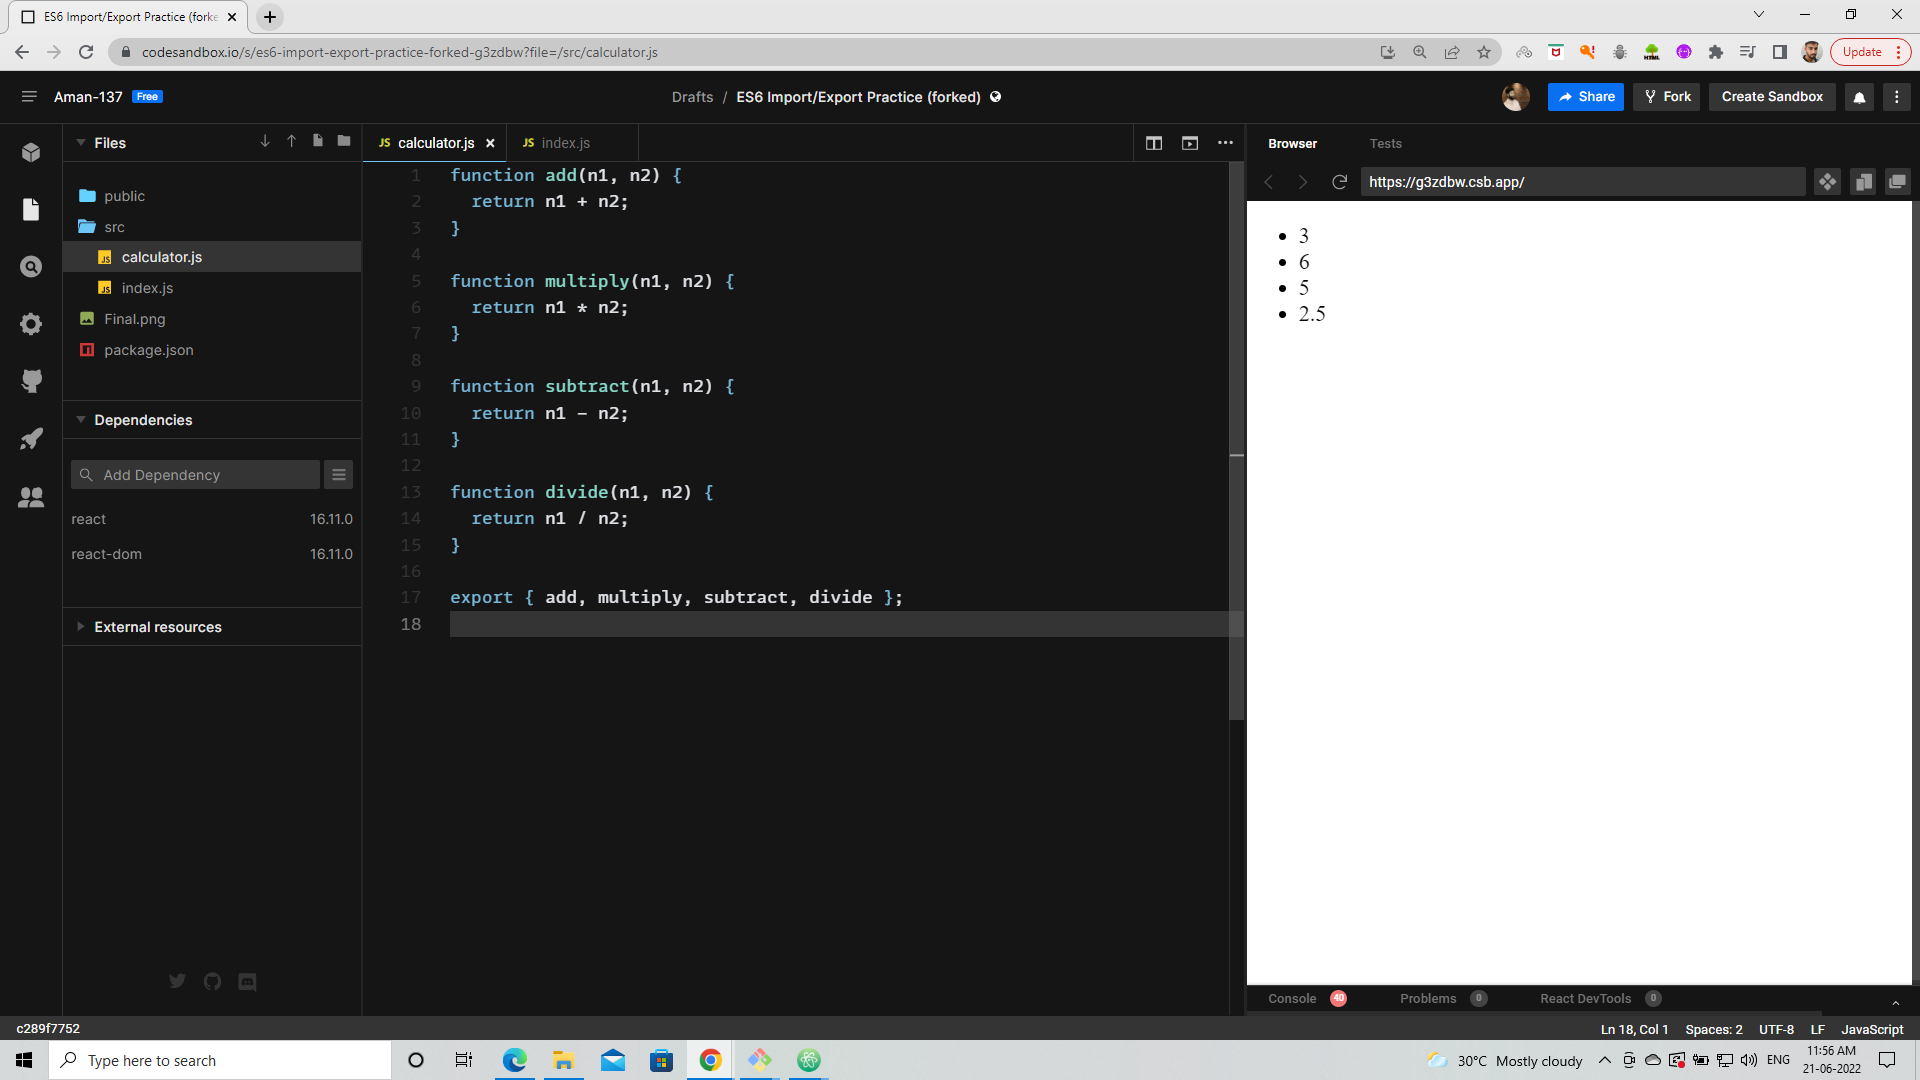 ES6 Import/Export Practice (forke
codesandbox.io/s/es6-import-export-practice-forked-g3zdbw?file=/src/calculator.js
Update
Aman-137 Free
Drafts / ES6 Import/Export Practice (forked)
Share
Fork
Create Sandbox
Files
public
src
JS calculator.js
JS index.js
Final.png
package.json
Dependencies
Add Dependency
react 16.11.0
react-dom 16.11.0
External resources
JS calculator.js
JS index.js
1 function add(n1, n2) {
2 return n1 + n2;
3 }
4
5 function multiply(n1, n2) {
6 return n1 * n2;
7 }
8
9 function subtract(n1, n2) {
10 return n1 - n2;
11 }
12
13 function divide(n1, n2) {
14 return n1 / n2;
15 }
16
17 export { add, multiply, subtract, divide };
18
Browser
Tests
https://g3zdbw.csb.app/
• 3
• 6
• 5
• 2.5
Console 40
Problems 0
React DevTools 0
c289f7752
Ln 18, Col 1 Spaces: 2 UTF-8 LF JavaScript
Type here to search
30°C Mostly cloudy
ENG
11:56 AM
21-06-2022